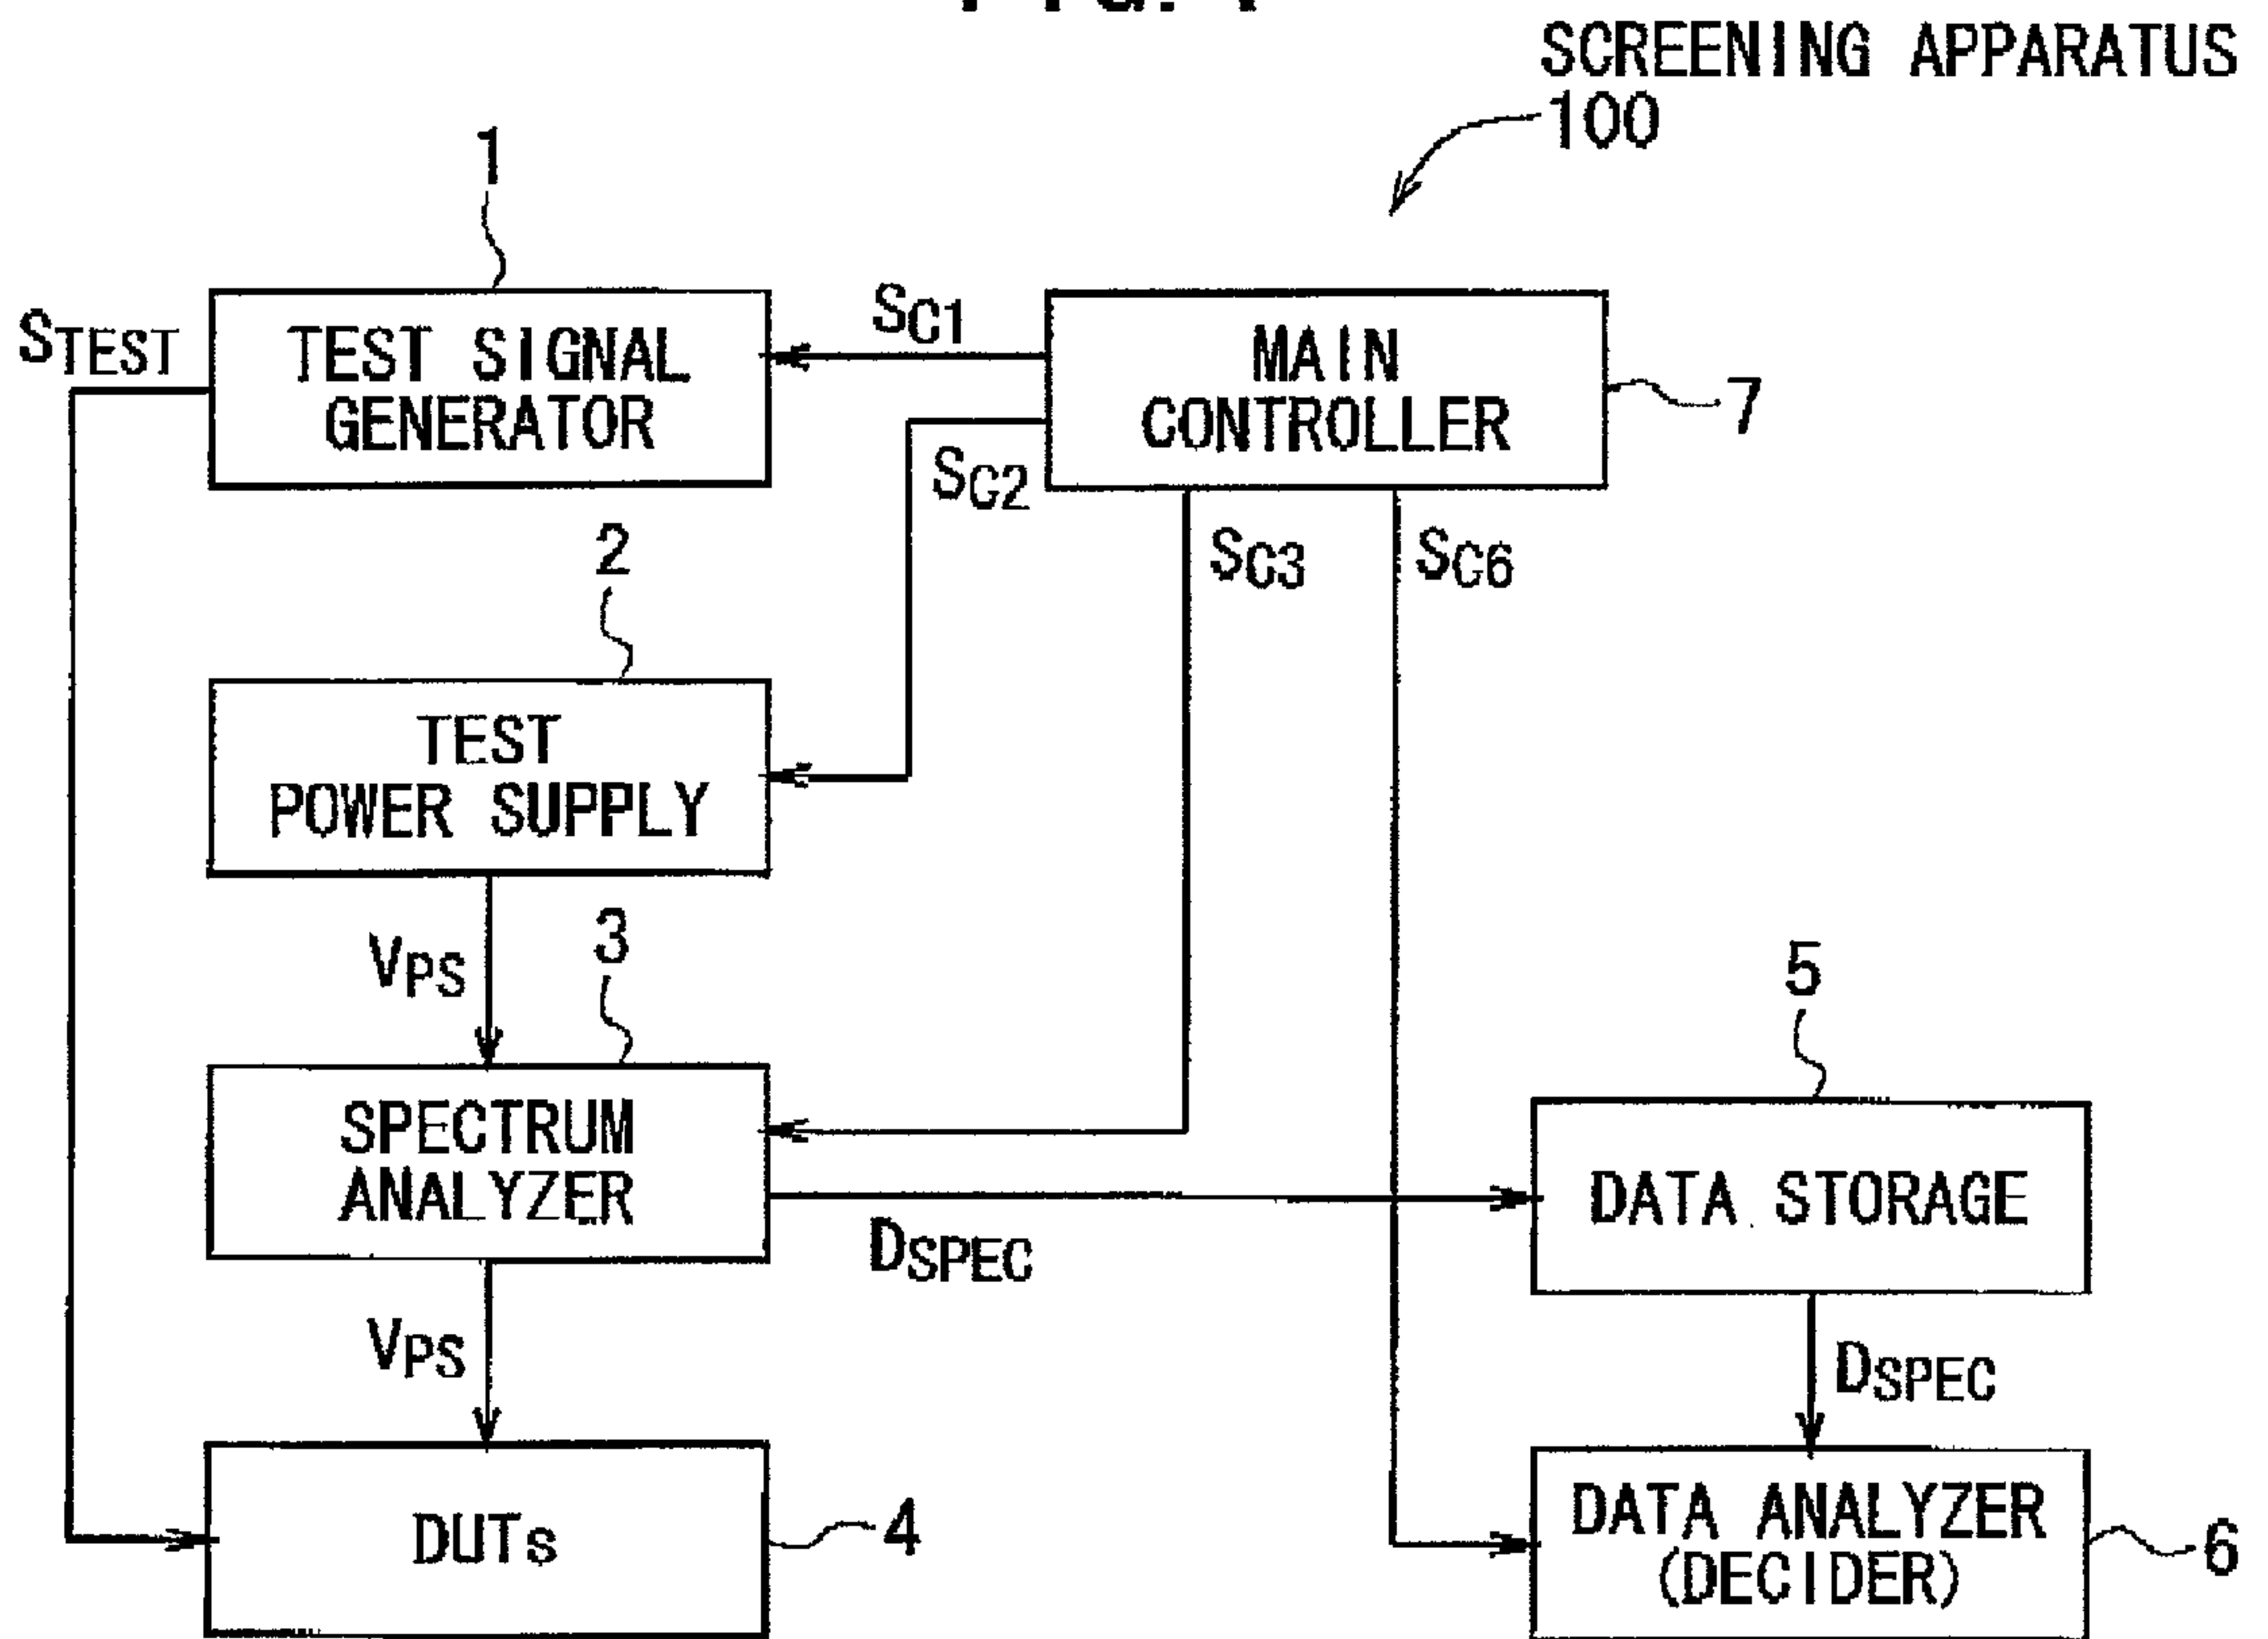 SCREENING APPARATUS
100
1
STEST
TEST SIGNAL
GENERATOR
SC1
MAIN
CONTROLLER
7
SC2
SC3
SC6
2
TEST
POWER SUPPLY
VPS
3
SPECTRUM
ANALYZER
5
DATA STORAGE
DSPEC
VPS
DSPEC
DUTs
4
DATA ANALYZER
(DECIDER)
6